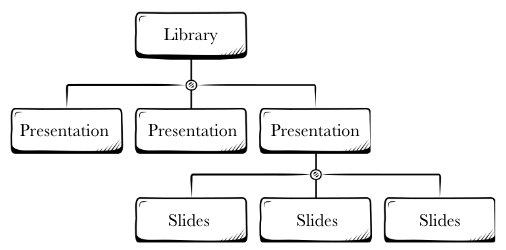 Library
Presentation
Presentation
Presentation
Slides
Slides
Slides